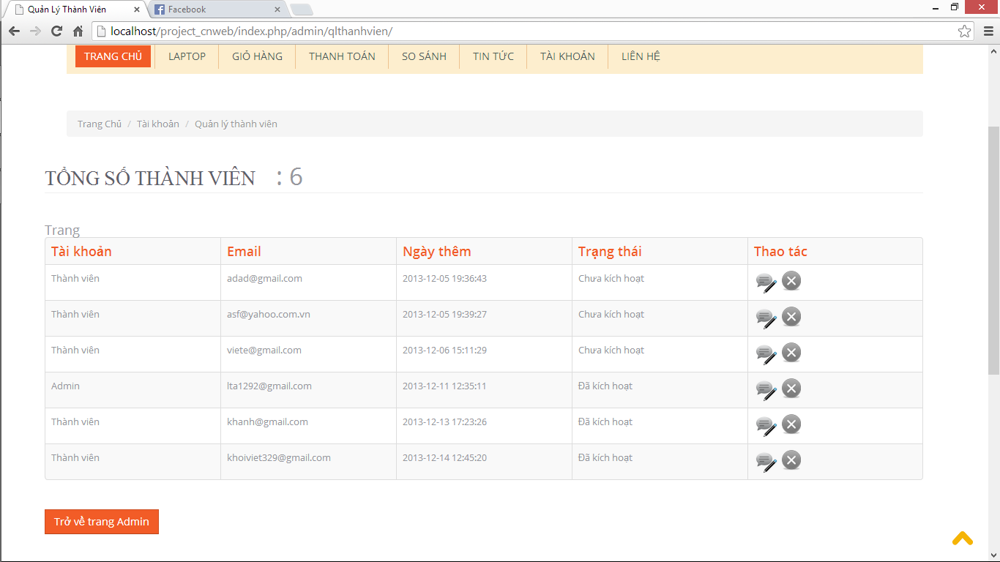 Quản Lý Thành Viên
Facebook
localhost/project_cnweb/index.php/admin/qlthanhvien/
TRANG CHỦ LAPTOP GIỎ HÀNG THANH TOÁN SO SÁNH TIN TỨC TÀI KHOẢN LIÊN HỆ
Trang Chủ / Tài khoản / Quản lý thành viên
TỔNG SỐ THÀNH VIÊN : 6
Trang
Tài khoản Email Ngày thêm Trạng thái Thao tác
Thành viên adad@gmail.com 2013-12-05 19:36:43 Chưa kích hoạt
Thành viên asf@yahoo.com.vn 2013-12-05 19:39:27 Chưa kích hoạt
Thành viên viete@gmail.com 2013-12-06 15:11:29 Chưa kích hoạt
Admin lta1292@gmail.com 2013-12-11 12:35:11 Đã kích hoạt
Thành viên khanh@gmail.com 2013-12-13 17:23:26 Đã kích hoạt
Thành viên khoiviet329@gmail.com 2013-12-14 12:45:20 Đã kích hoạt
Trở về trang Admin